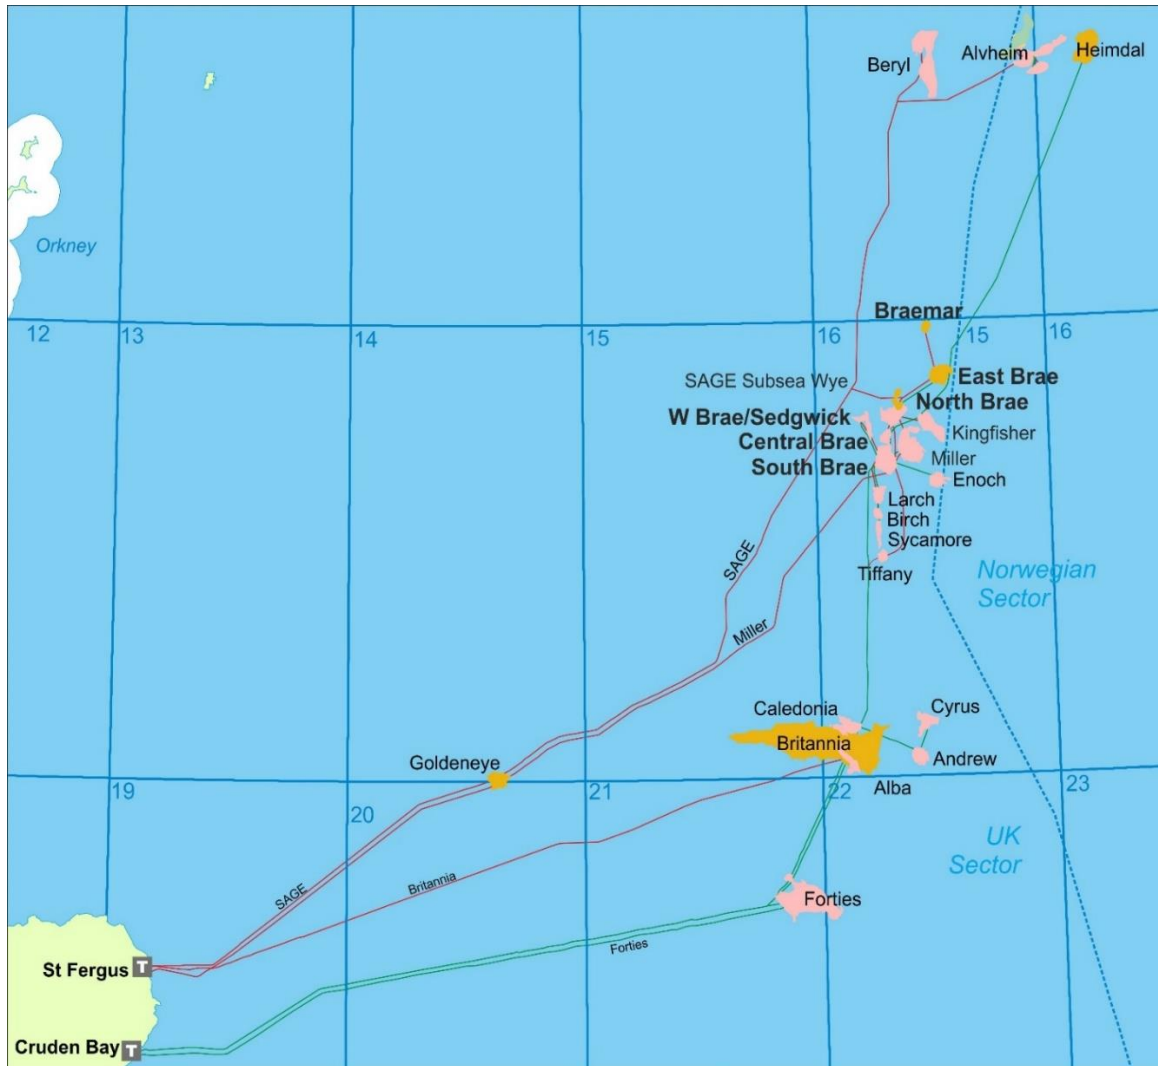 Beryl
Alvheim
Heimdal
Orkney
12
13
14
15
16
15
16
Braemar
SAGE Subsea Wye
East Brae
North Brae
W Brae/Sedgwick
Kingfisher
Central Brae
Miller
South Brae
Enoch
Larch
Birch
Sycamore
SAGE
Tiffany
Norwegian
Sector
Miller
Caledonia
Cyrus
Britannia
Goldeneye
Andrew
19
20
21
22
Alba
23
UK
Sector
SAGE
Britannia
Forties
Forties
St Fergus
T
Cruden Bay
T